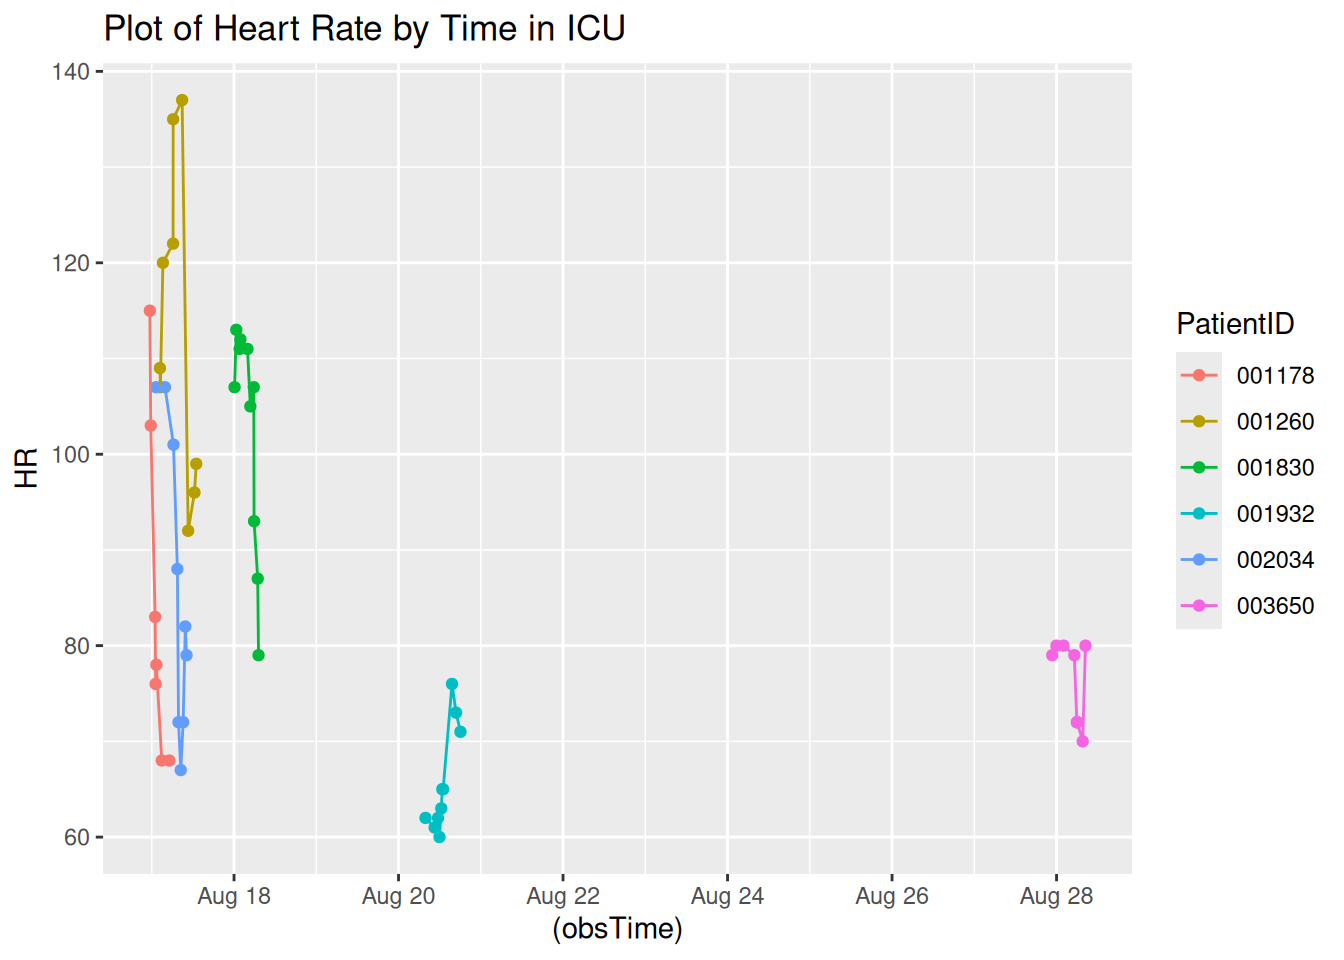 Plot of Heart Rate by Time in ICU
140
120
100
80
60
HR
Aug 18
Aug 20
Aug 22
Aug 24
Aug 26
Aug 28
(obsTime)
PatientID
001178
001260
001830
001932
002034
003650